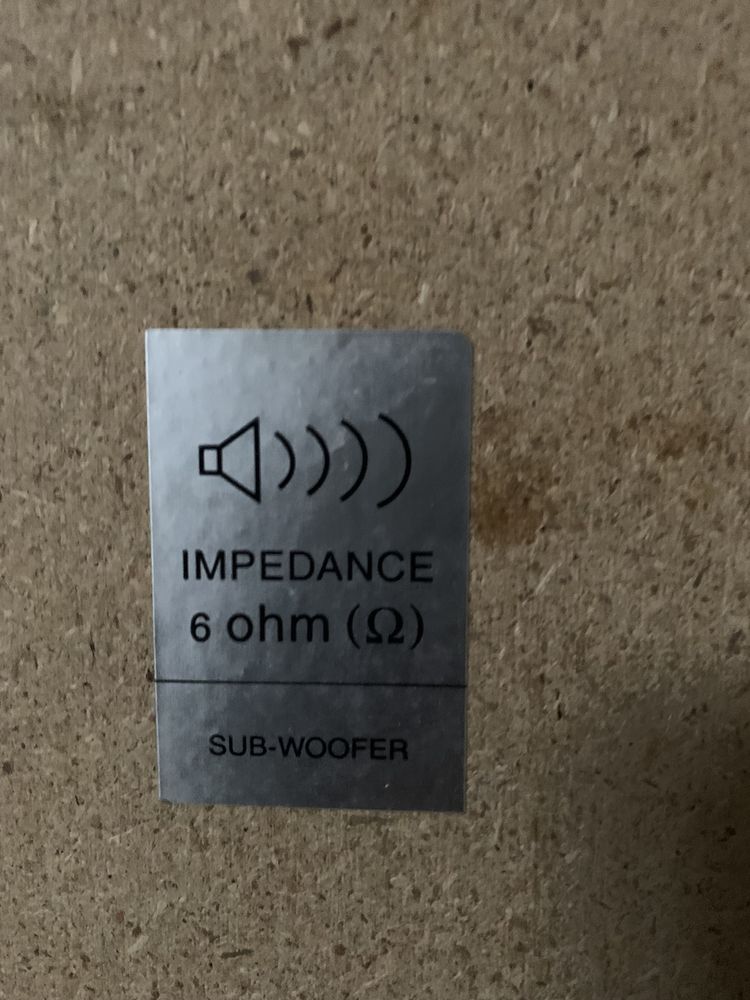 IMPEDANCE
6 ohm (Ω)
SUB-WOOFER